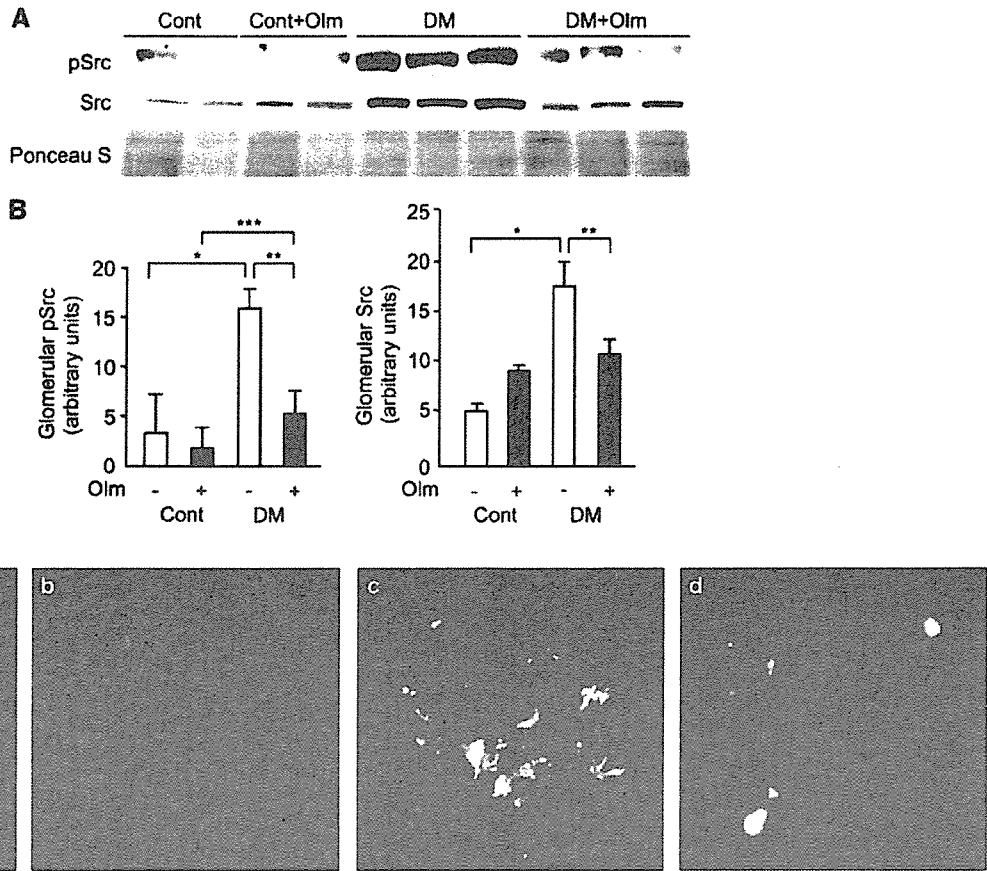 A
Cont Cont+Olm DM DM+Olm
pSrc
Src
Ponceau S
B
Glomerular pSrc
(arbitrary units)
20
15
10
5
0
*
**
***
Olm - + - +
Cont DM
Glomerular Src
(arbitrary units)
25
20
15
10
5
0
*
**
Olm - + - +
Cont DM
b
c
d